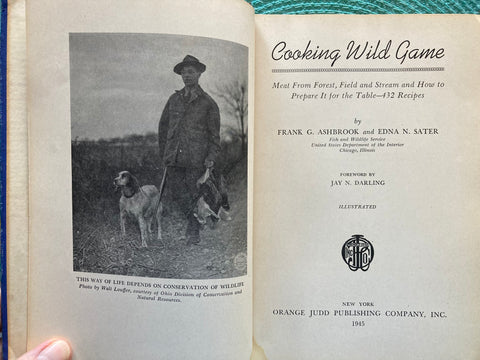 THIS WAY OF LIFE DEPENDS ON CONSERVATION OF WILDLIFE
Photo by Walt Lauffer, courtesy of Ohio Division of Conservation and
Natural Resources.
Cooking Wild Game
Meat From Forest, Field and Stream and How to
Prepare It for the Table—432 Recipes
by
FRANK G. ASHBROOK and EDNA N. SATER
Fish and Wildlife Service
United States Department of the Interior
Chicago, Illinois
FOREWORD BY
JAY N. DARLING
ILLUSTRATED
NEW YORK
ORANGE JUDD PUBLISHING COMPANY, INC.
1945